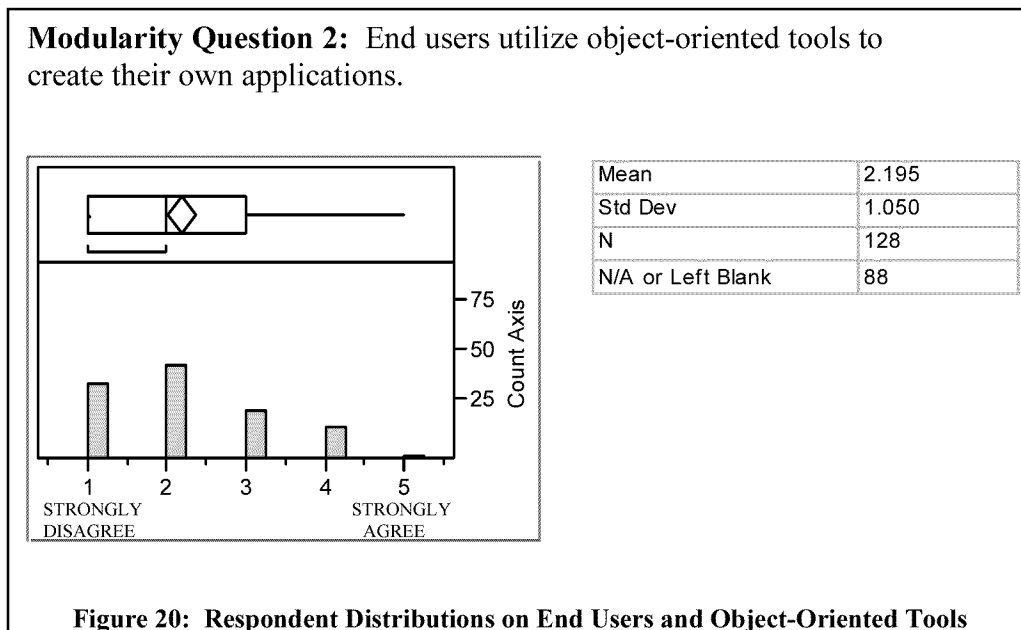 Modularity Question 2: End users utilize object-oriented tools to
create their own applications.
75
50
25
Count Axis
1 2 3 4 5
STRONGLY DISAGREE
STRONGLY AGREE
Mean 2.195
Std Dev 1.050
N 128
N/A or Left Blank 88
Figure 20: Respondent Distributions on End Users and Object-Oriented Tools